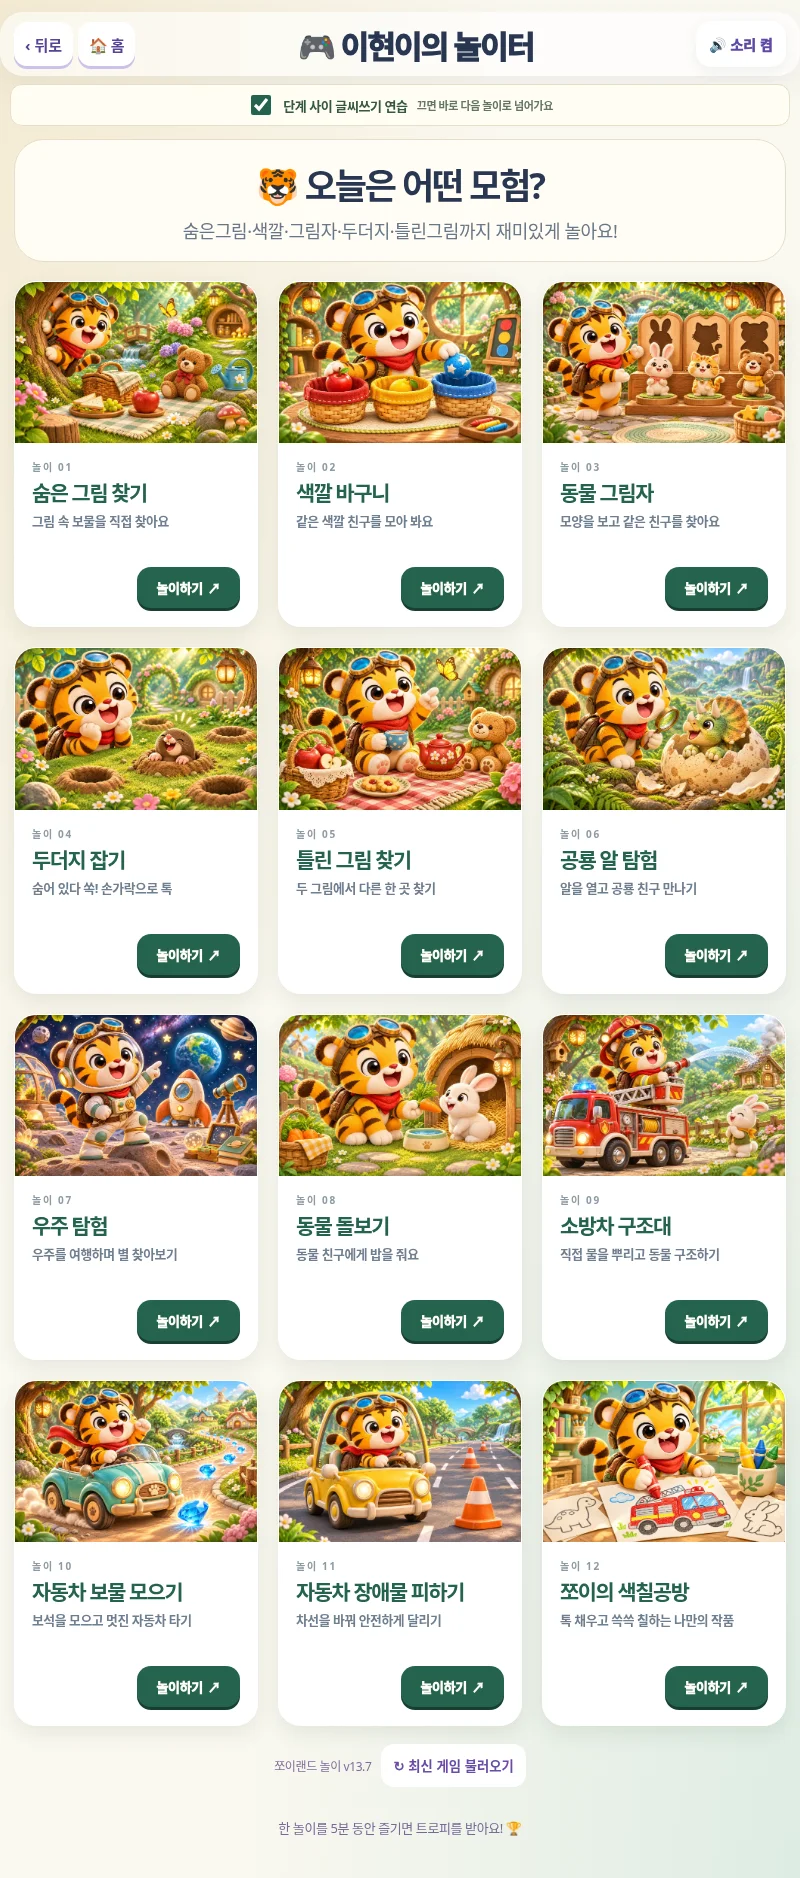 ‹ 뒤로
🏠 홈
🎮 이현이의 놀이터
🔊 소리 켬
단계 사이 글씨쓰기 연습 끄면 바로 다음 놀이로 넘어가요
🐯 오늘은 어떤 모험?
숨은그림·색깔·그림자·두더지·틀린그림까지 재미있게 놀아요!
놀이 01
숨은 그림 찾기
그림 속 보물을 직접 찾아요
놀이하기 ↗
놀이 02
색깔 바구니
같은 색깔 친구를 모아 봐요
놀이하기 ↗
놀이 03
동물 그림자
모양을 보고 같은 친구를 찾아요
놀이하기 ↗
놀이 04
두더지 잡기
숨어 있다 쏙! 손가락으로 톡
놀이하기 ↗
놀이 05
틀린 그림 찾기
두 그림에서 다른 한 곳 찾기
놀이하기 ↗
놀이 06
공룡 알 탐험
알을 열고 공룡 친구 만나기
놀이하기 ↗
놀이 07
우주 탐험
우주를 여행하며 별 찾아보기
놀이하기 ↗
놀이 08
동물 돌보기
동물 친구에게 밥을 줘요
놀이하기 ↗
놀이 09
소방차 구조대
직접 물을 뿌리고 동물 구조하기
놀이하기 ↗
놀이 10
자동차 보물 모으기
보석을 모으고 멋진 자동차 타기
놀이하기 ↗
놀이 11
자동차 장애물 피하기
차선을 바꿔 안전하게 달리기
놀이하기 ↗
놀이 12
쪼이의 색칠공방
톡 채우고 쓱쓱 칠하는 나만의 작품
놀이하기 ↗
쪼이랜드 놀이 v13.7
↻ 최신 게임 불러오기
한 놀이를 5분 동안 즐기면 트로피를 받아요! 🏆